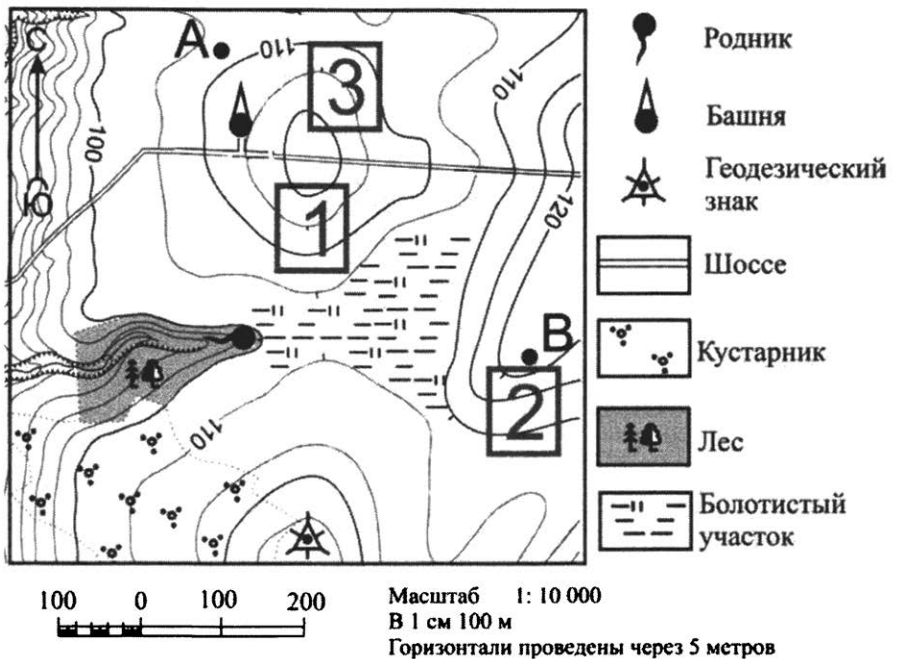 А
110
3
С
100
Ю
1
110
120
В
2
110
Родник
Башня
Геодезический
знак
Шоссе
Кустарник
Лес
Болотистый
участок
100 0 100 200
Масштаб 1: 10 000
В 1 см 100 м
Горизонтали проведены через 5 метров